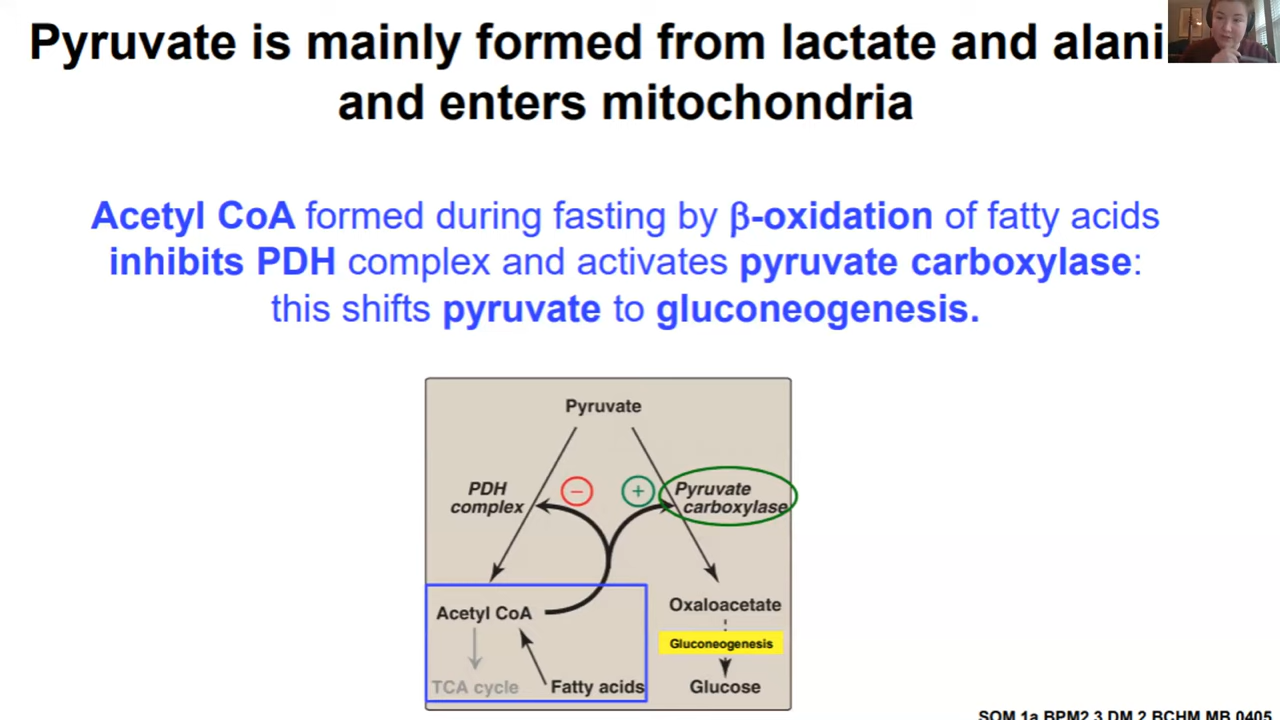 Pyruvate is mainly formed from lactate and alani
and enters mitochondria
Acetyl CoA formed during fasting by β-oxidation of fatty acids
inhibits PDH complex and activates pyruvate carboxylase:
this shifts pyruvate to gluconeogenesis.
Pyruvate
PDH
complex
−
+
Pyruvate
carboxylase
Acetyl CoA
TCA cycle
Fatty acids
Oxaloacetate
Gluconeogenesis
Glucose
SOM.1a.BPM2.3.DM.2.BCHM.MB.0405